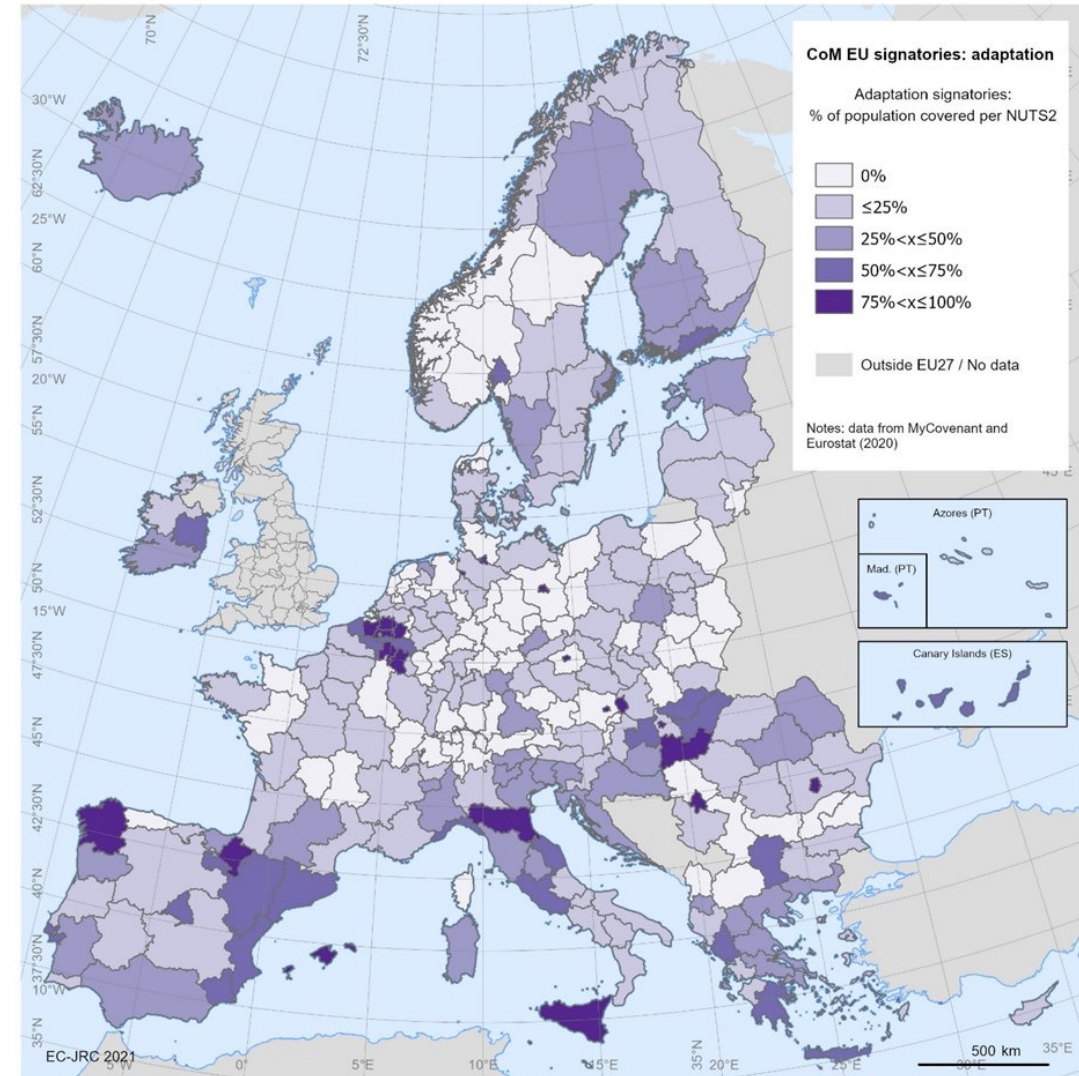 CoM EU signatories: adaptation
Adaptation signatories:
% of population covered per NUTS2
0%
≤25%
25%<x≤50%
50%<x≤75%
75%<x≤100%
Outside EU27 / No data
Notes: data from MyCovenant and
Eurostat (2020)
Azores (PT)
Mad. (PT)
Canary Islands (ES)
70°N
72°30'N
30°W
62°30'N
25°W
60°N
57°30'N
20°W
55°N
52°30'N
50°N
15°W
47°30'N
45°N
42°30'N
40°N
37°30'N
10°W
35°N
EC-JRC 2021
5°W
0°
5°E
10°E
15°E
20°E
30°E
35°E
500 km